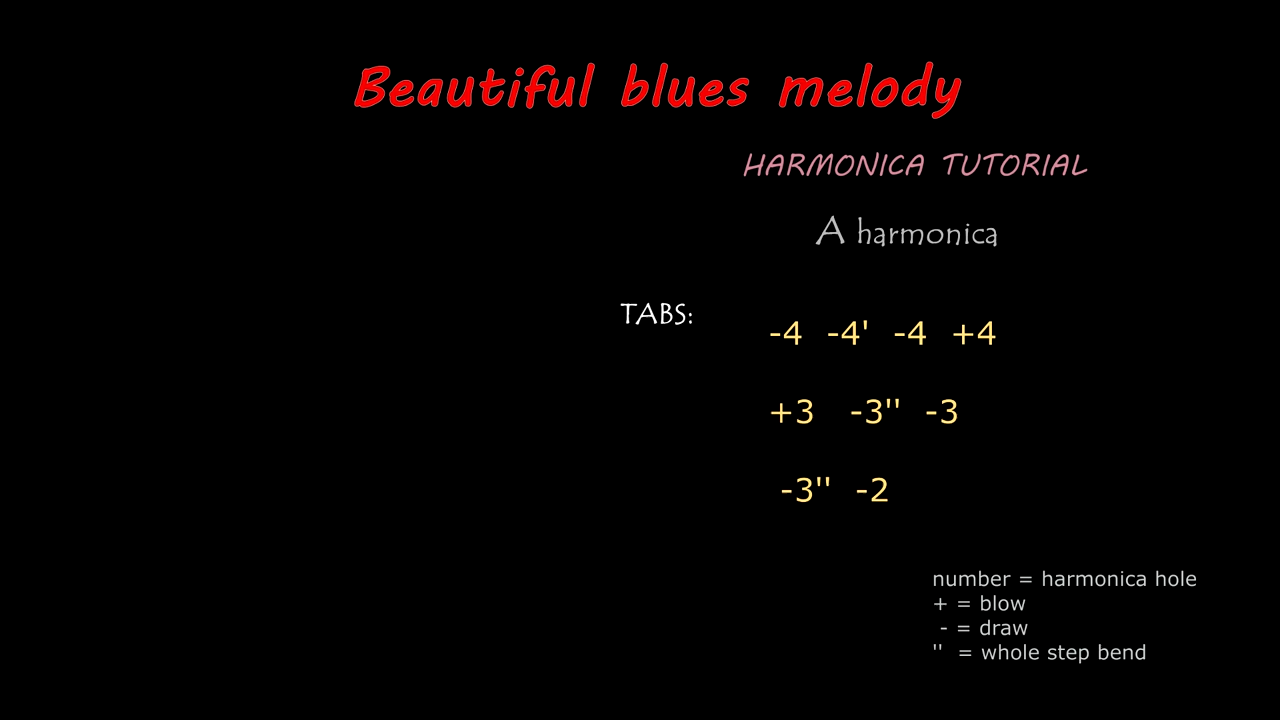 Beautiful blues melody
HARMONICA TUTORIAL
A harmonica
TABS:
-4 -4' -4 +4
+3 -3'' -3
-3'' -2
number = harmonica hole
+ = blow
- = draw
'' = whole step bend